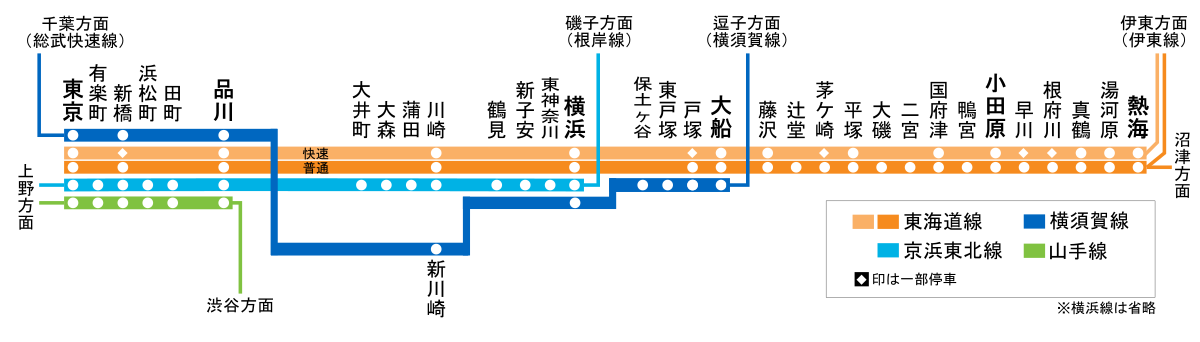 千葉方面
（総武快速線）
磯子方面
（根岸線）
逗子方面
（横須賀線）
伊東方面
（伊東線）
東京
有楽町
新橋
浜松町
田町
品川
大井町
大森
蒲田
川崎
鶴見
新子安
東神奈川
横浜
保土ヶ谷
東戸塚
戸塚
大船
藤沢
辻堂
茅ケ崎
平塚
大磯
二宮
国府津
鴨宮
小田原
早川
根府川
真鶴
湯河原
熱海
快速
普通
沼津方面
上野方面
新川崎
渋谷方面
東海道線
横須賀線
京浜東北線
山手線
印は一部停車
※横浜線は省略